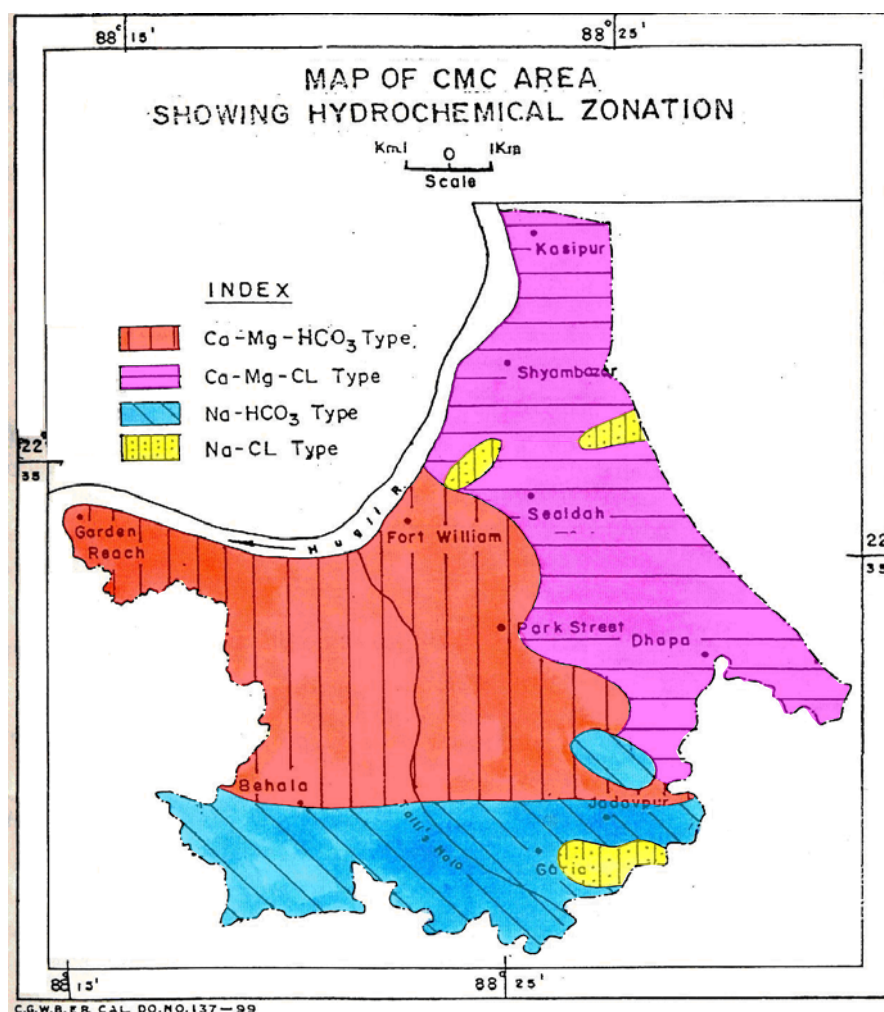 88° 15'
88° 25'
MAP OF CMC AREA
SHOWING HYDROCHEMICAL ZONATION
Km.1 0 1Km
Scale
Kasipur
INDEX
Ca-Mg-HCO₃ Type
Ca-Mg-CL Type
Shyambazar
Na-HCO₃ Type
Na-CL Type
22°
35
Sealdah
Garden
Reach
Hugli R.
Fort William
22°
35
Park Street
Dhapa
Behala
Jadavpur
Talli's Nala
Garia
88° 15'
88° 25'
C.G.W.B.,E.R. CAL. DO.NO.137-99